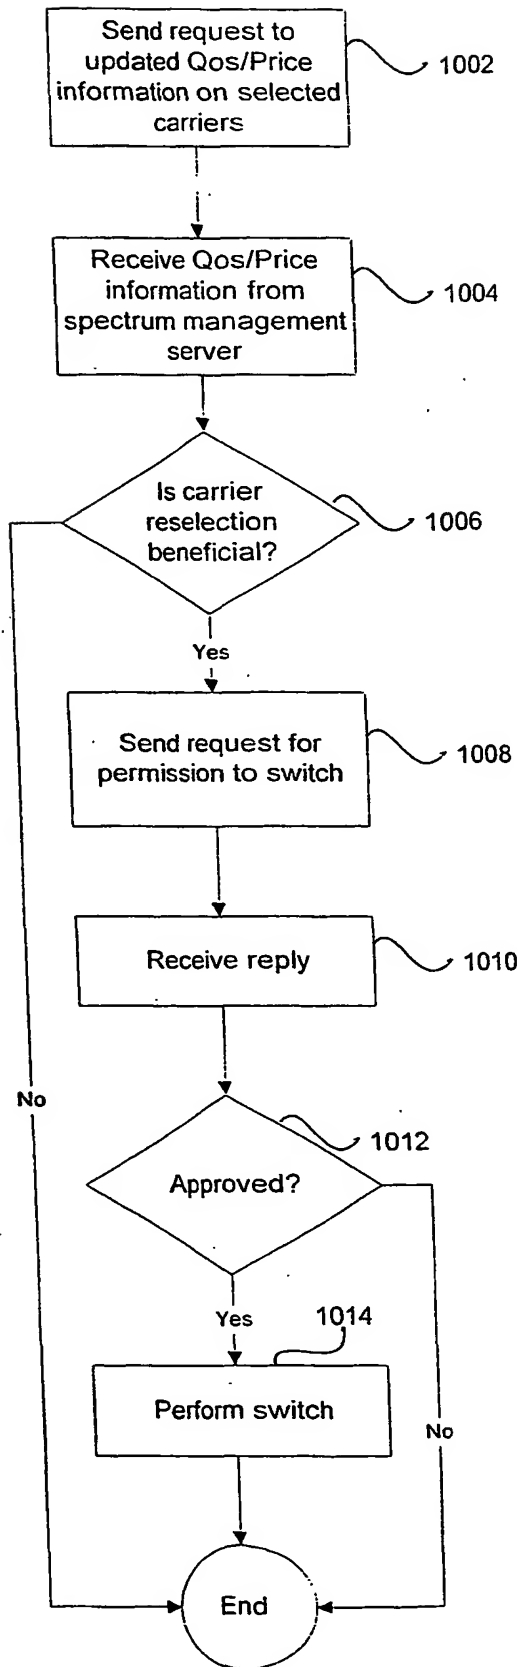 Send request to
updated Qos/Price
information on selected
carriers
1002
Receive Qos/Price
information from
spectrum management
server
1004
Is carrier
reselection
beneficial?
1006
Yes
Send request for
permission to switch
1008
Receive reply
1010
No
Approved?
1012
Yes
1014
Perform switch
No
End